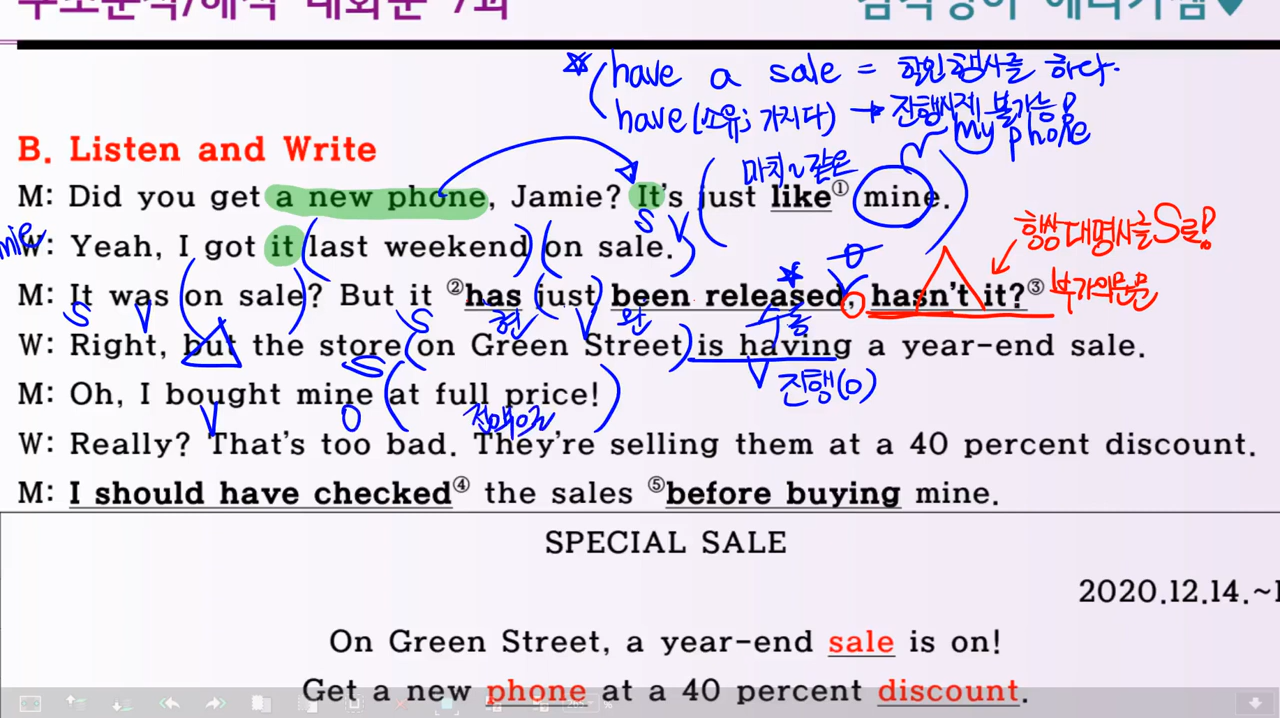 * have a sale = 할인행사를 하다.
have (소유; 가지다) → 진행시제 불가능!
my phone
B. Listen and Write
마치~같은
M: Did you get a new phone, Jamie? It's just like① mine.
S V
W: Yeah, I got it (last weekend) (on sale.)
항상 대명사를 S로!
M: It was (on sale)? But it ②has (just) been released, hasn't it?③ 부가의문문
S V S 현 V 완 수동
W: Right, but the store (on Green Street) is having a year-end sale.
S V 진행(O)
M: Oh, I bought mine (at full price!)
V O
W: Really? That's too bad. They're selling them at a 40 percent discount.
M: I should have checked④ the sales ⑤before buying mine.
SPECIAL SALE
2020.12.14.~
On Green Street, a year-end sale is on!
Get a new phone at a 40 percent discount.